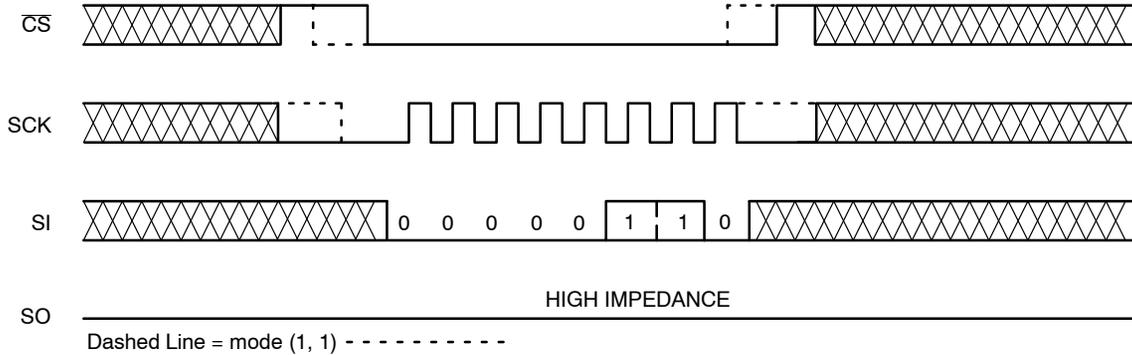 CS
SCK
SI 0 0 0 0 0 1 1 0
HIGH IMPEDANCE
SO
Dashed Line = mode (1, 1)